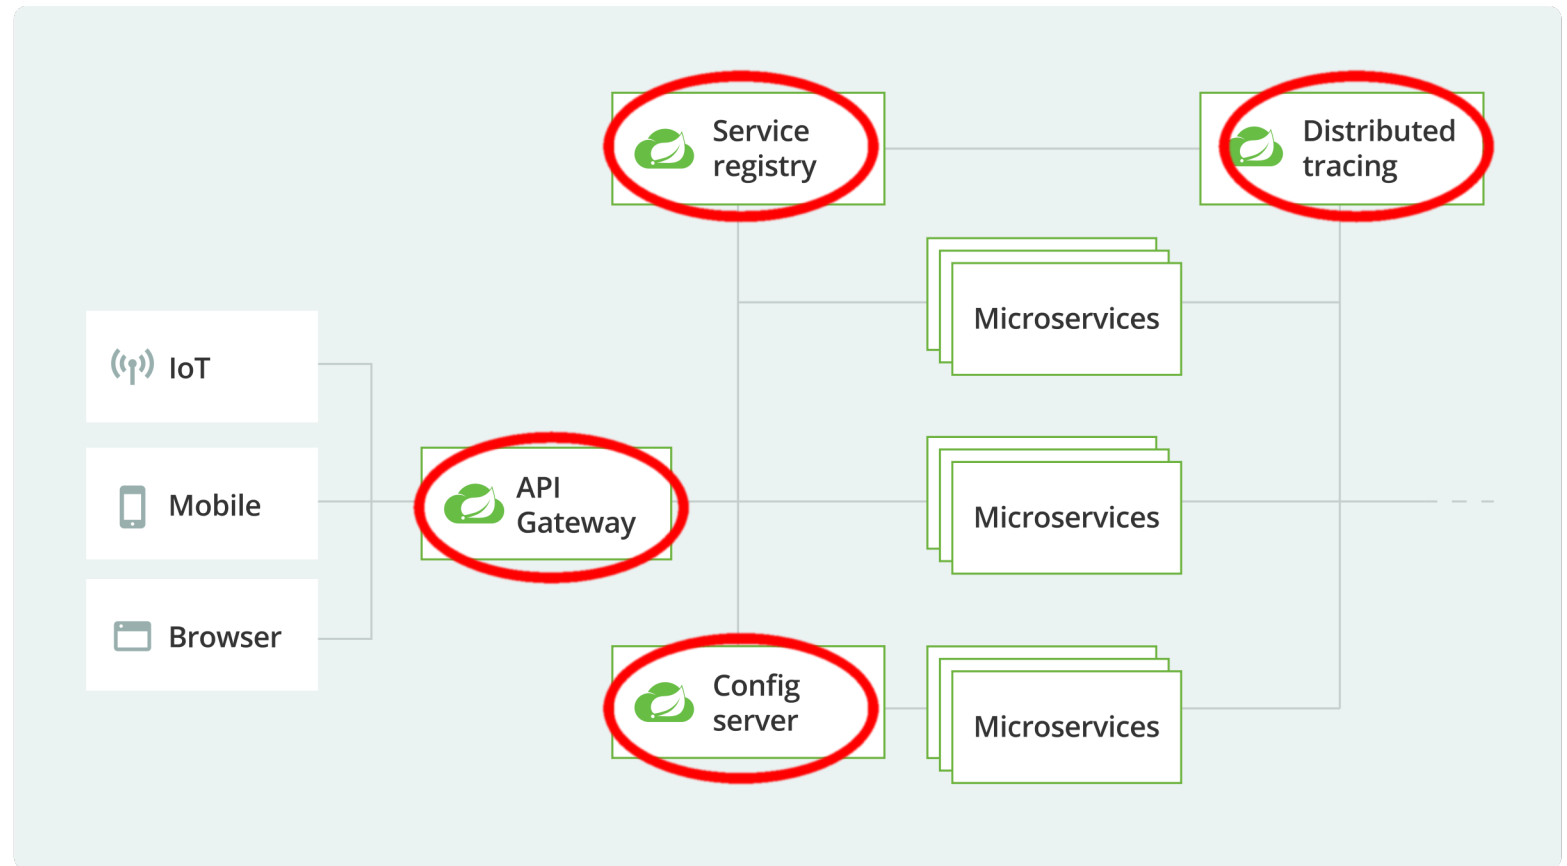 Service
registry
Distributed
tracing
Microservices
IoT
Mobile
API
Gateway
Microservices
Browser
Config
server
Microservices